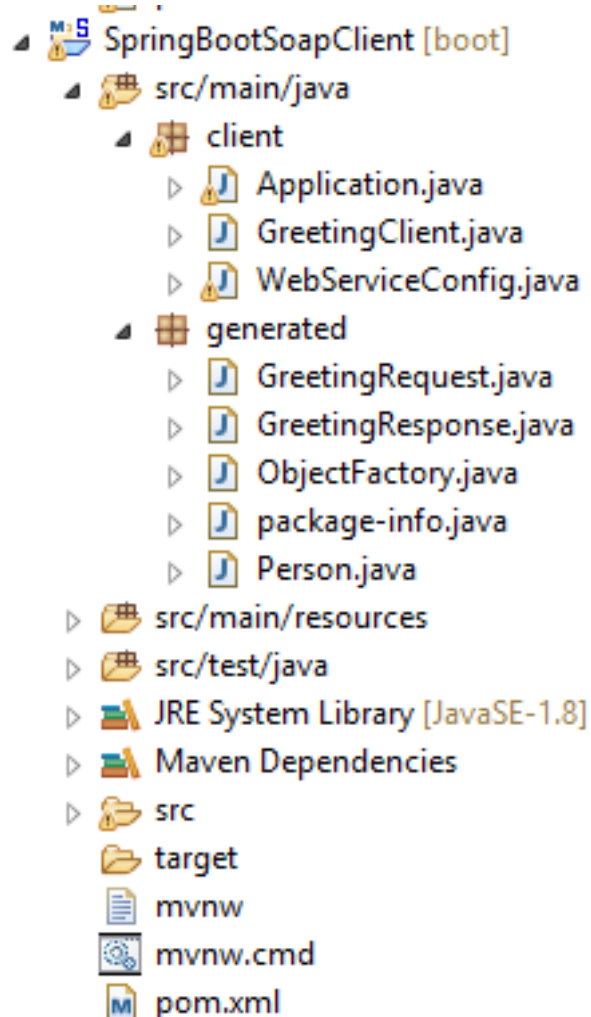 SpringBootSoapClient [boot]
src/main/java
client
Application.java
GreetingClient.java
WebServiceConfig.java
generated
GreetingRequest.java
GreetingResponse.java
ObjectFactory.java
package-info.java
Person.java
src/main/resources
src/test/java
JRE System Library [JavaSE-1.8]
Maven Dependencies
src
target
mvnw
mvnw.cmd
pom.xml